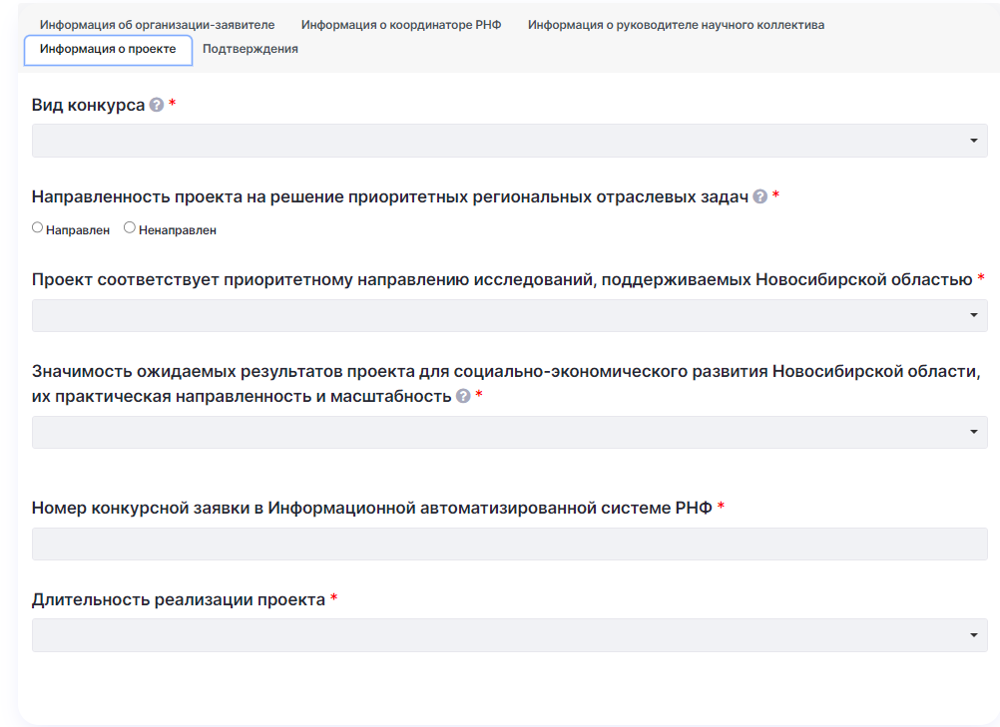 Информация об организации-заявителе Информация о координаторе РНФ Информация о руководителе научного коллектива
Информация о проекте Подтверждения
Вид конкурса ? *
Направленность проекта на решение приоритетных региональных отраслевых задач ? *
Направлен Ненаправлен
Проект соответствует приоритетному направлению исследований, поддерживаемых Новосибирской областью *
Значимость ожидаемых результатов проекта для социально-экономического развития Новосибирской области,
их практическая направленность и масштабность ? *
Номер конкурсной заявки в Информационной автоматизированной системе РНФ *
Длительность реализации проекта *